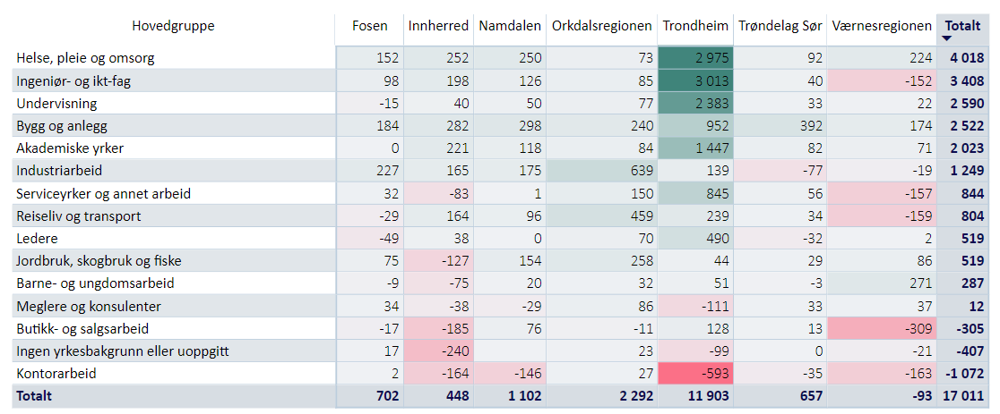 Hovedgruppe Fosen Innherred Namdalen Orkdalsregionen Trondheim Trøndelag Sør Værnesregionen Totalt
Helse, pleie og omsorg 152 252 250 73 2 975 92 224 4 018
Ingeniør- og ikt-fag 98 198 126 85 3 013 40 -152 3 408
Undervisning -15 40 50 77 2 383 33 22 2 590
Bygg og anlegg 184 282 298 240 952 392 174 2 522
Akademiske yrker 0 221 118 84 1 447 82 71 2 023
Industriarbeid 227 165 175 639 139 -77 -19 1 249
Serviceyrker og annet arbeid 32 -83 1 150 845 56 -157 844
Reiseliv og transport -29 164 96 459 239 34 -159 804
Ledere -49 38 0 70 490 -32 2 519
Jordbruk, skogbruk og fiske 75 -127 154 258 44 29 86 519
Barne- og ungdomsarbeid -9 -75 20 32 51 -3 271 287
Meglere og konsulenter 34 -38 -29 86 -111 33 37 12
Butikk- og salgsarbeid -17 -185 76 -11 128 13 -309 -305
Ingen yrkesbakgrunn eller uoppgitt 17 -240 23 -99 0 -21 -407
Kontorarbeid 2 -164 -146 27 -593 -35 -163 -1 072
Totalt 702 448 1 102 2 292 11 903 657 -93 17 011